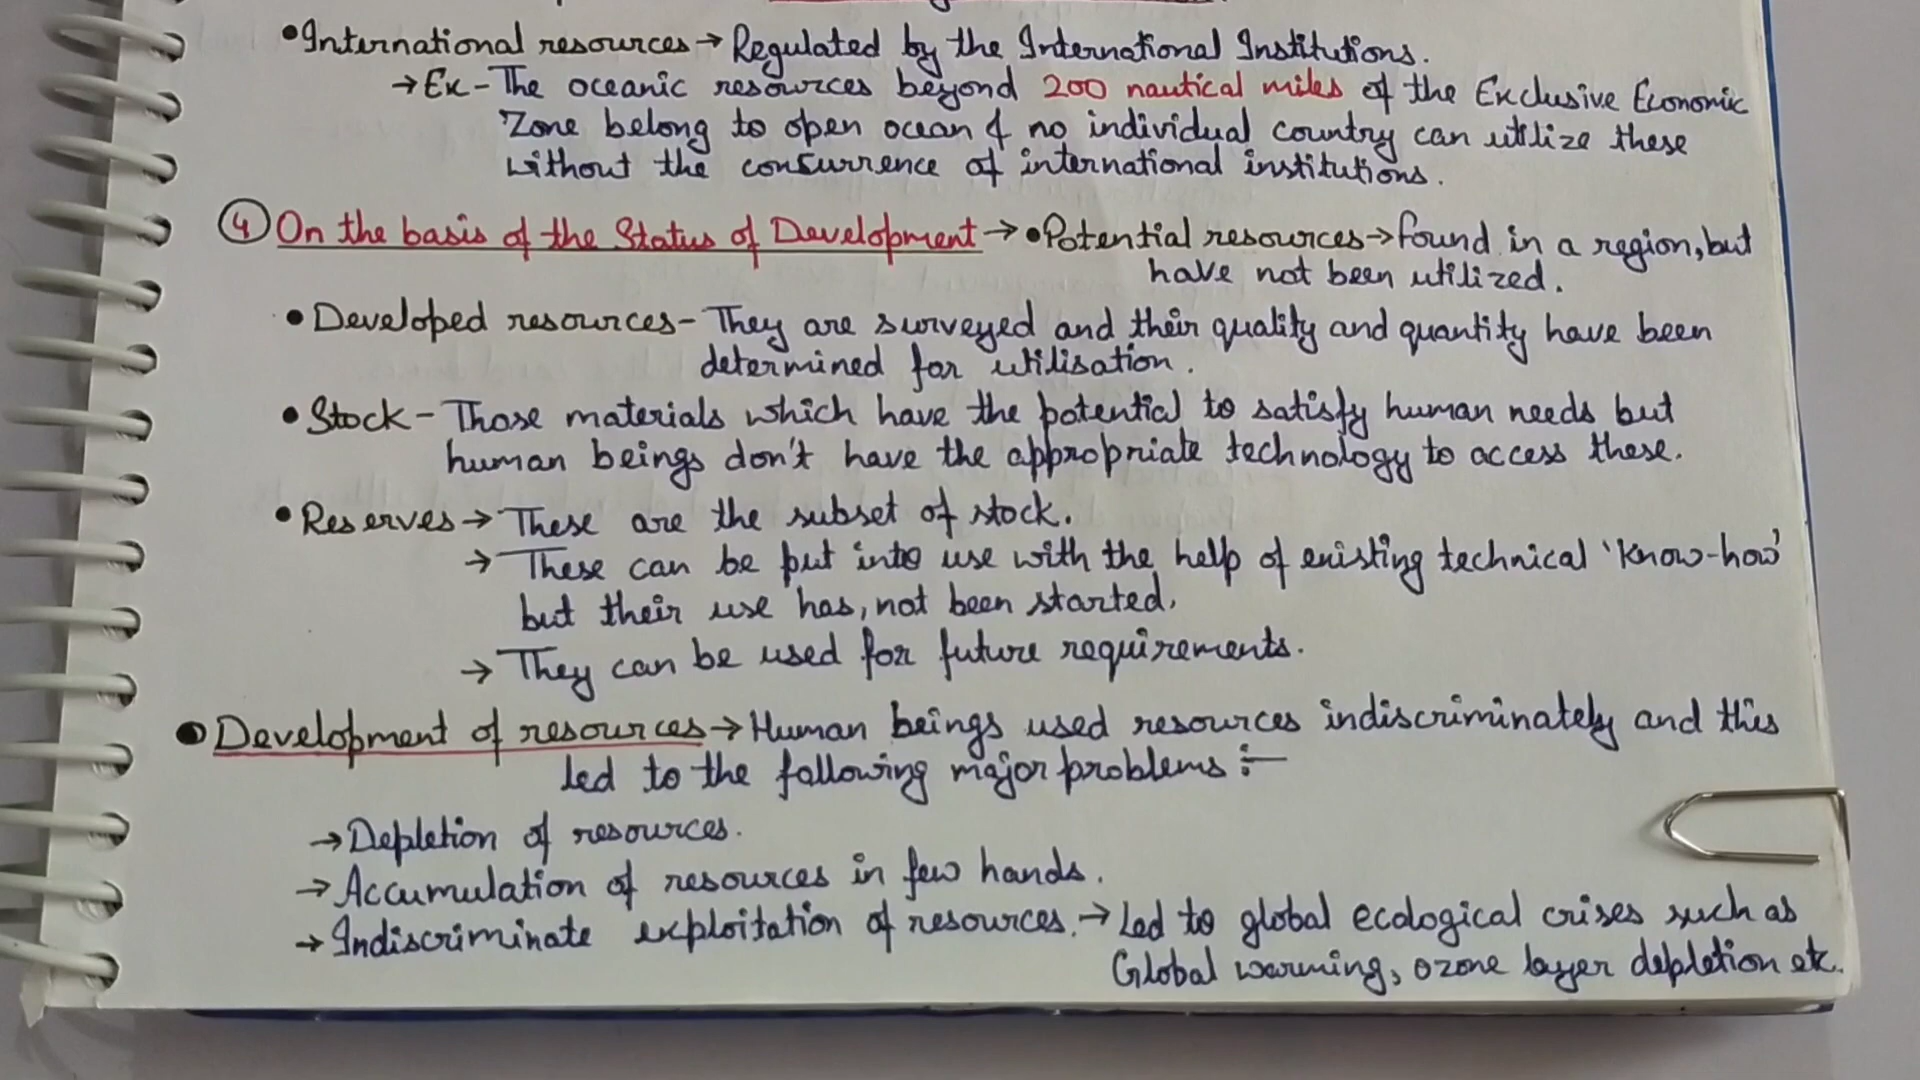 •International resources→Regulated by the International Institutions.
→Ex-The oceanic resources beyond 200 nautical miles of the Exclusive Economic
Zone belong to open ocean & no individual country can utilize these
without the concurrence of international institutions.
④ On the basis of the Status of Development→•Potential resources→found in a region, but
have not been utilized.
•Developed resources-They are surveyed and their quality and quantity have been
determined for utilisation.
•Stock-Those materials which have the potential to satisfy human needs but
human beings don't have the appropriate technology to access these.
•Reserves→These are the subset of stock.
→These can be put into use with the help of existing technical 'Know-how'
but their use has, not been started.
→They can be used for future requirements.
•Development of resources→Human beings used resources indiscriminately and this
led to the following major problems:-
→Depletion of resources.
→Accumulation of resources in few hands.
→Indiscriminate exploitation of resources.→Led to global ecological crises such as
Global warming, ozone layer depletion etc.